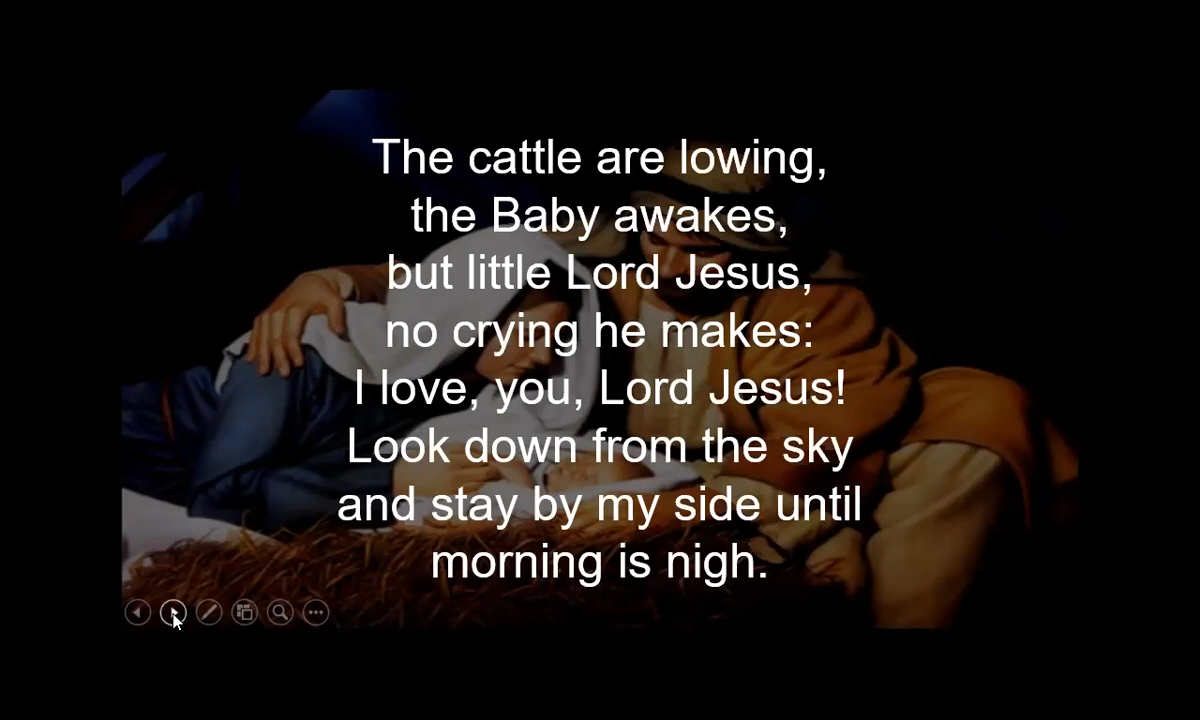 The cattle are lowing,
the Baby awakes,
but little Lord Jesus,
no crying he makes:
I love, you, Lord Jesus!
Look down from the sky
and stay by my side until
morning is nigh.